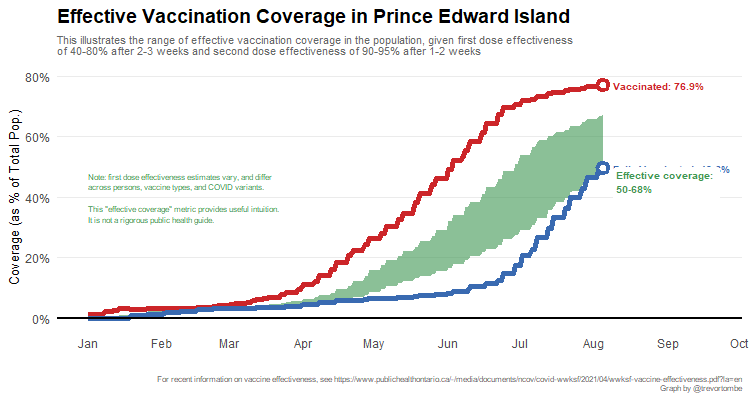 Effective Vaccination Coverage in Prince Edward Island
This illustrates the range of effective vaccination coverage in the population, given first dose effectiveness
of 40-80% after 2-3 weeks and second dose effectiveness of 90-95% after 1-2 weeks
Coverage (as % of Total Pop.)
80%
60%
40%
20%
0%
Vaccinated: 76.9%
Effective coverage:
50-68%
Note: first dose effectiveness estimates vary, and differ
across persons, vaccine types, and COVID variants.
This "effective coverage" metric provides useful intuition.
It is not a rigorous public health guide.
Jan Feb Mar Apr May Jun Jul Aug Sep Oct
For recent information on vaccine effectiveness, see https://www.publichealthontario.ca/-/media/documents/ncov/covid-wwksf/2021/04/wwksf-vaccine-effectiveness.pdf?la=en
Graph by @trevortombe